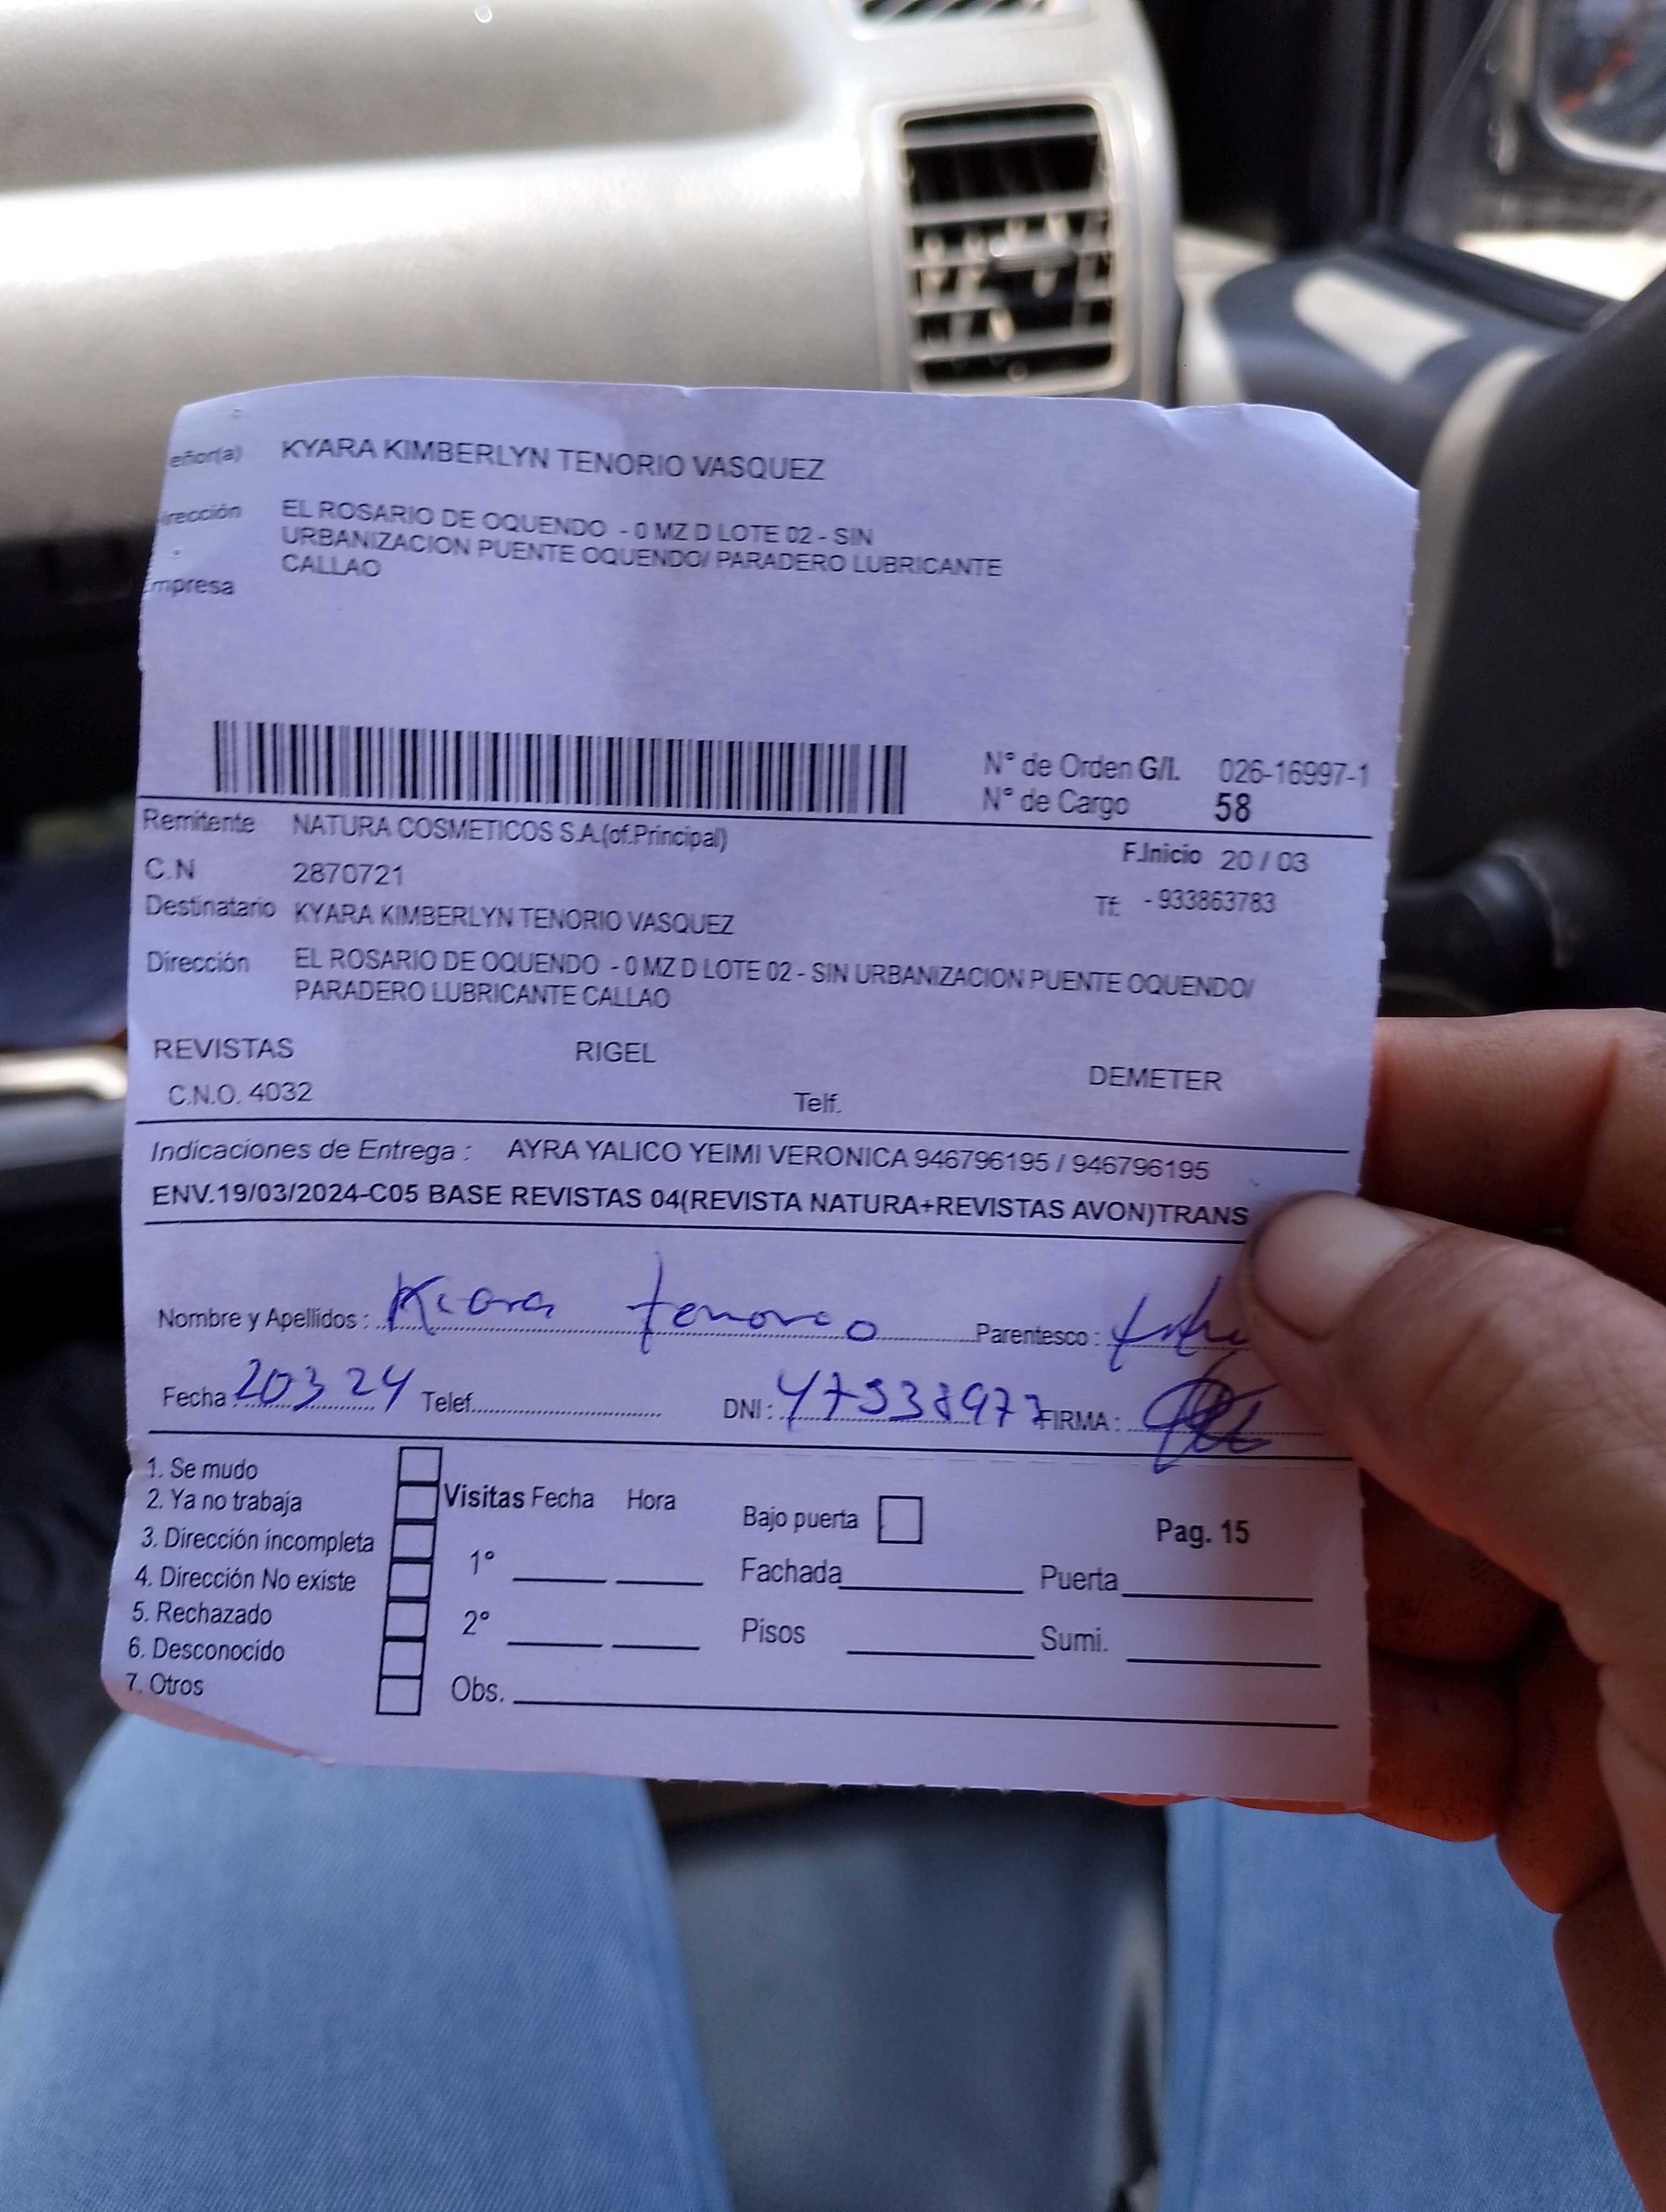 eñor(a) KYARA KIMBERLYN TENORIO VASQUEZ
irección EL ROSARIO DE OQUENDO - 0 MZ D LOTE 02 - SIN
URBANIZACION PUENTE OQUENDO/ PARADERO LUBRICANTE
CALLAO
Empresa
N° de Orden G/I. 026-16997-1
N° de Cargo 58
Remitente NATURA COSMETICOS S.A.(of.Principal)
F.Inicio 20 / 03
C.N 2870721
Tf: - 933863783
Destinatario KYARA KIMBERLYN TENORIO VASQUEZ
Dirección EL ROSARIO DE OQUENDO - 0 MZ D LOTE 02 - SIN URBANIZACION PUENTE OQUENDO/
PARADERO LUBRICANTE CALLAO
REVISTAS RIGEL DEMETER
C.N.O. 4032 Telf.
Indicaciones de Entrega : AYRA YALICO YEIMI VERONICA 946796195 / 946796195
ENV.19/03/2024-C05 BASE REVISTAS 04(REVISTA NATURA+REVISTAS AVON)TRANS
Nombre y Apellidos : Kiara tenorio Parentesco :
Fecha : 20 3 24 Telef. DNI : 47538977 FIRMA :
1. Se mudo
2. Ya no trabaja
3. Dirección incompleta
4. Dirección No existe
5. Rechazado
6. Desconocido
7. Otros
Visitas Fecha Hora
1°
2°
Obs.
Bajo puerta
Pag. 15
Fachada Puerta
Pisos Sumi.